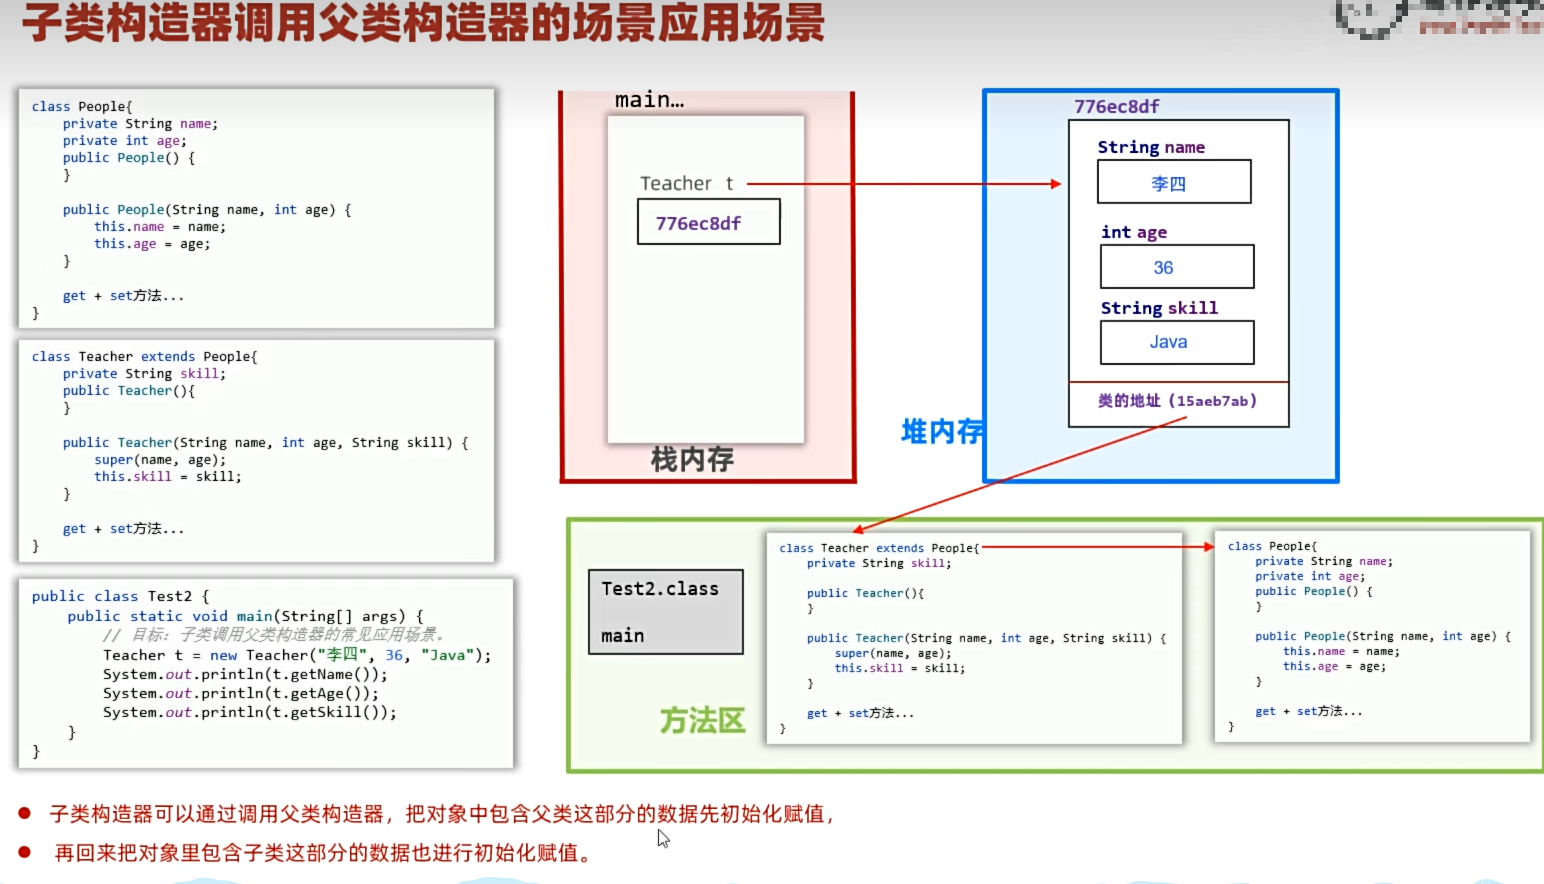 子类构造器调用父类构造器的场景应用场景
class People{
    private String name;
    private int age;
    public People() {
    }

    public People(String name, int age) {
        this.name = name;
        this.age = age;
    }

    get + set方法...
}
class Teacher extends People{
    private String skill;
    public Teacher(){
    }

    public Teacher(String name, int age, String skill) {
        super(name, age);
        this.skill = skill;
    }

    get + set方法...
}
public class Test2 {
    public static void main(String[] args) {
        // 目标：子类调用父类构造器的常见应用场景。
        Teacher t = new Teacher("李四", 36, "Java");
        System.out.println(t.getName());
        System.out.println(t.getAge());
        System.out.println(t.getSkill());
    }
}
main...
Teacher t
776ec8df
栈内存
776ec8df
String name
李四
int age
36
String skill
Java
类的地址（15aeb7ab）
堆内存
Test2.class
main
方法区
class Teacher extends People{
    private String skill;

    public Teacher(){
    }

    public Teacher(String name, int age, String skill) {
        super(name, age);
        this.skill = skill;
    }

    get + set方法...
}
class People{
    private String name;
    private int age;
    public People() {
    }

    public People(String name, int age) {
        this.name = name;
        this.age = age;
    }

    get + set方法...
}
● 子类构造器可以通过调用父类构造器，把对象中包含父类这部分的数据先初始化赋值，
● 再回来把对象里包含子类这部分的数据也进行初始化赋值。